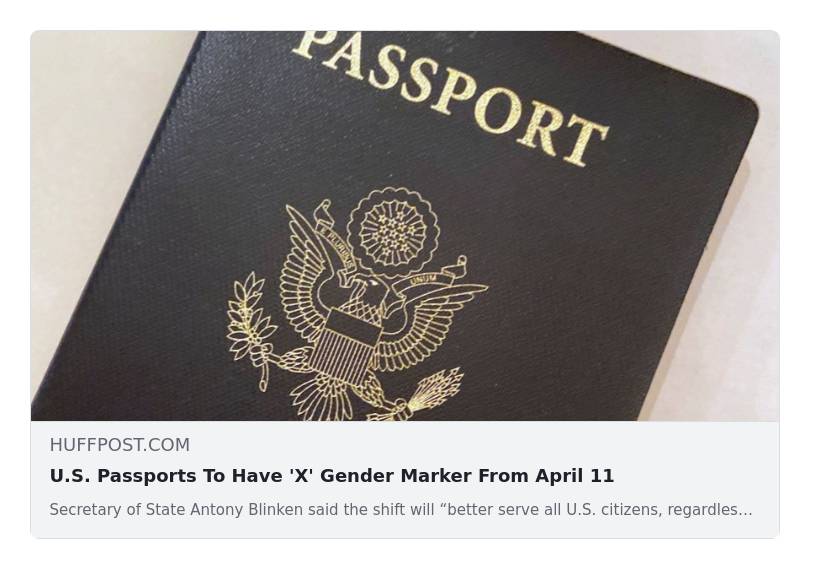 PASSPORT
E PLURIBUS
UNUM
HUFFPOST.COM
U.S. Passports To Have 'X' Gender Marker From April 11
Secretary of State Antony Blinken said the shift will “better serve all U.S. citizens, regardles…